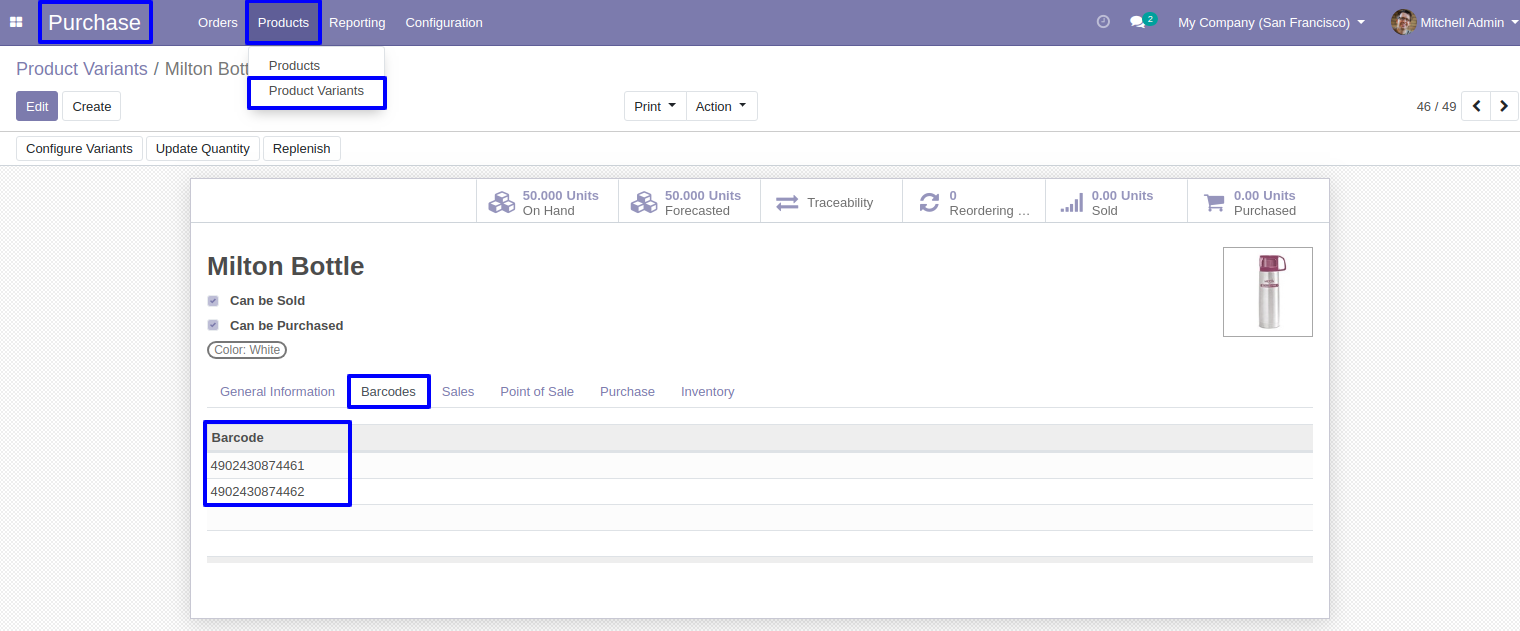 Purchase Orders Products Reporting Configuration 2 My Company (San Francisco) Mitchell Admin
Products
Product Variants
Product Variants / Milton Bott
Edit Create Print Action 46 / 49
Configure Variants Update Quantity Replenish
50.000 Units
On Hand
50.000 Units
Forecasted
Traceability
0
Reordering ...
0.00 Units
Sold
0.00 Units
Purchased
Milton Bottle
Can be Sold
Can be Purchased
Color: White
General Information Barcodes Sales Point of Sale Purchase Inventory
Barcode
4902430874461
4902430874462